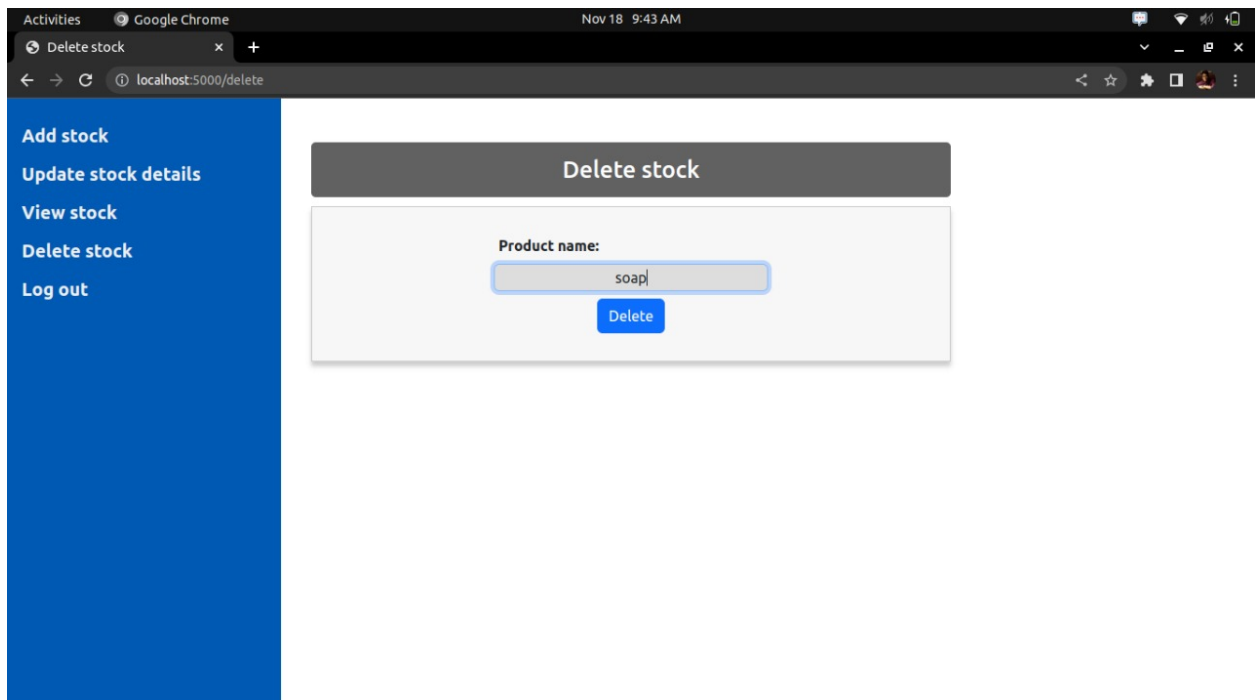 Activities Google Chrome Nov 18 9:43 AM
Delete stock
localhost:5000/delete
Add stock
Update stock details
View stock
Delete stock
Log out
Delete stock
Product name:
soap
Delete